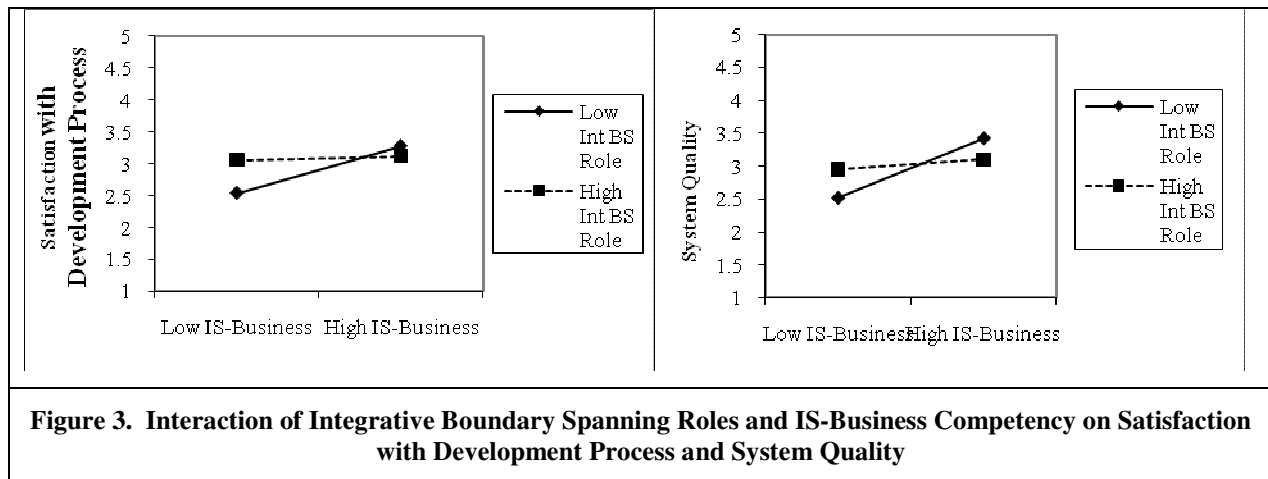 Satisfaction with
Development Process
5
4.5
4
3.5
3
2.5
2
1.5
1
Low IS-Business High IS-Business
Low
Int BS
Role
High
Int BS
Role
System Quality
5
4.5
4
3.5
3
2.5
2
1.5
1
Low IS-Business High IS-Business
Low
Int BS
Role
High
Int BS
Role
Figure 3. Interaction of Integrative Boundary Spanning Roles and IS-Business Competency on Satisfaction
with Development Process and System Quality